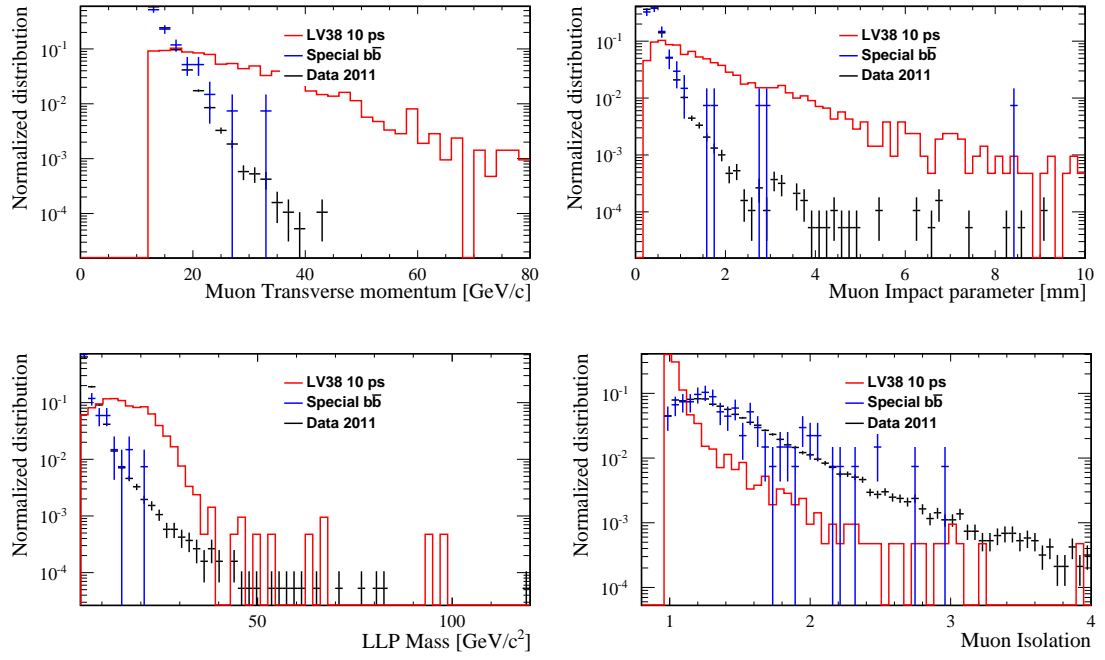 Normalized distribution
10⁻¹
10⁻²
10⁻³
10⁻⁴
LV38 10 ps
Special bb̅
Data 2011
0 20 40 60 80
Muon Transverse momentum [GeV/c]
Normalized distribution
10⁻¹
10⁻²
10⁻³
10⁻⁴
LV38 10 ps
Special bb̅
Data 2011
0 2 4 6 8 10
Muon Impact parameter [mm]
Normalized distribution
10⁻¹
10⁻²
10⁻³
10⁻⁴
LV38 10 ps
Special bb̅
Data 2011
50 100
LLP Mass [GeV/c²]
Normalized distribution
10⁻¹
10⁻²
10⁻³
10⁻⁴
LV38 10 ps
Special bb̅
Data 2011
1 2 3 4
Muon Isolation